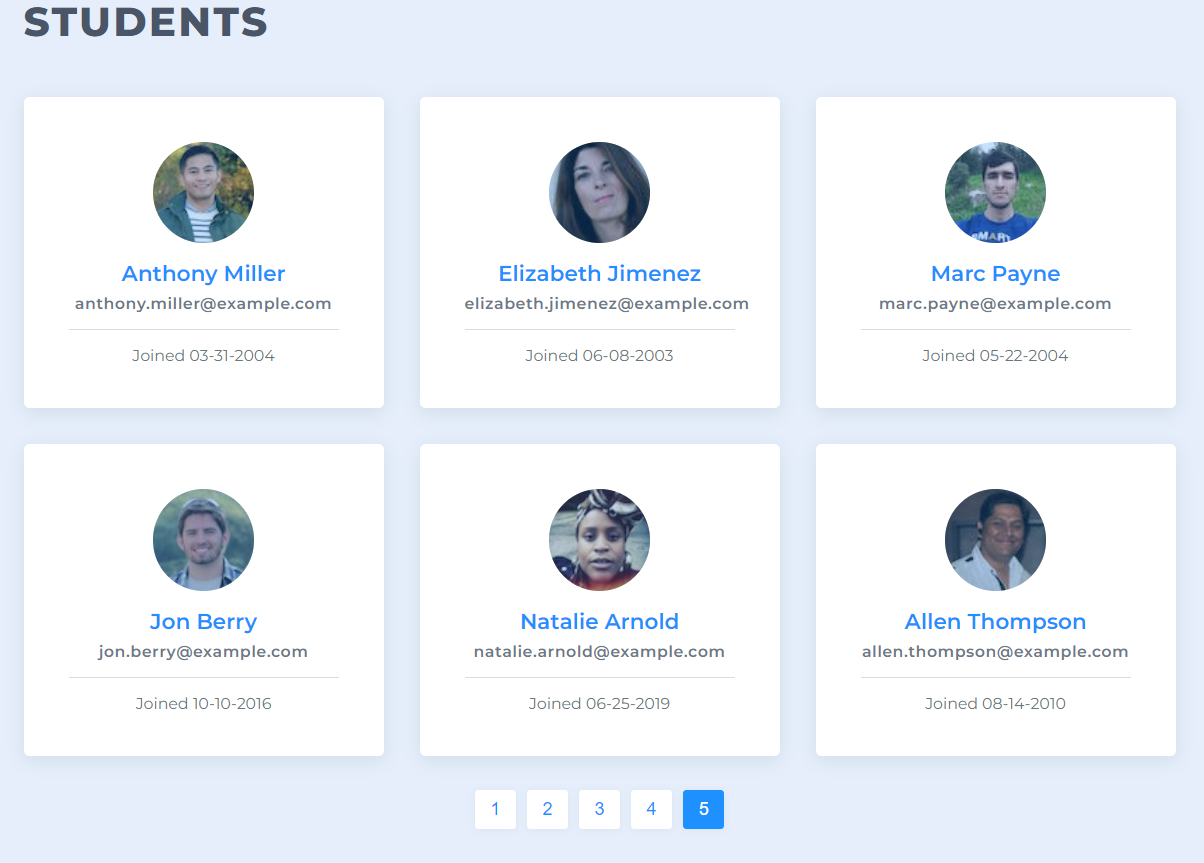 STUDENTS
Anthony Miller
anthony.miller@example.com
Joined 03-31-2004
Elizabeth Jimenez
elizabeth.jimenez@example.com
Joined 06-08-2003
Marc Payne
marc.payne@example.com
Joined 05-22-2004
Jon Berry
jon.berry@example.com
Joined 10-10-2016
Natalie Arnold
natalie.arnold@example.com
Joined 06-25-2019
Allen Thompson
allen.thompson@example.com
Joined 08-14-2010
1 2 3 4 5